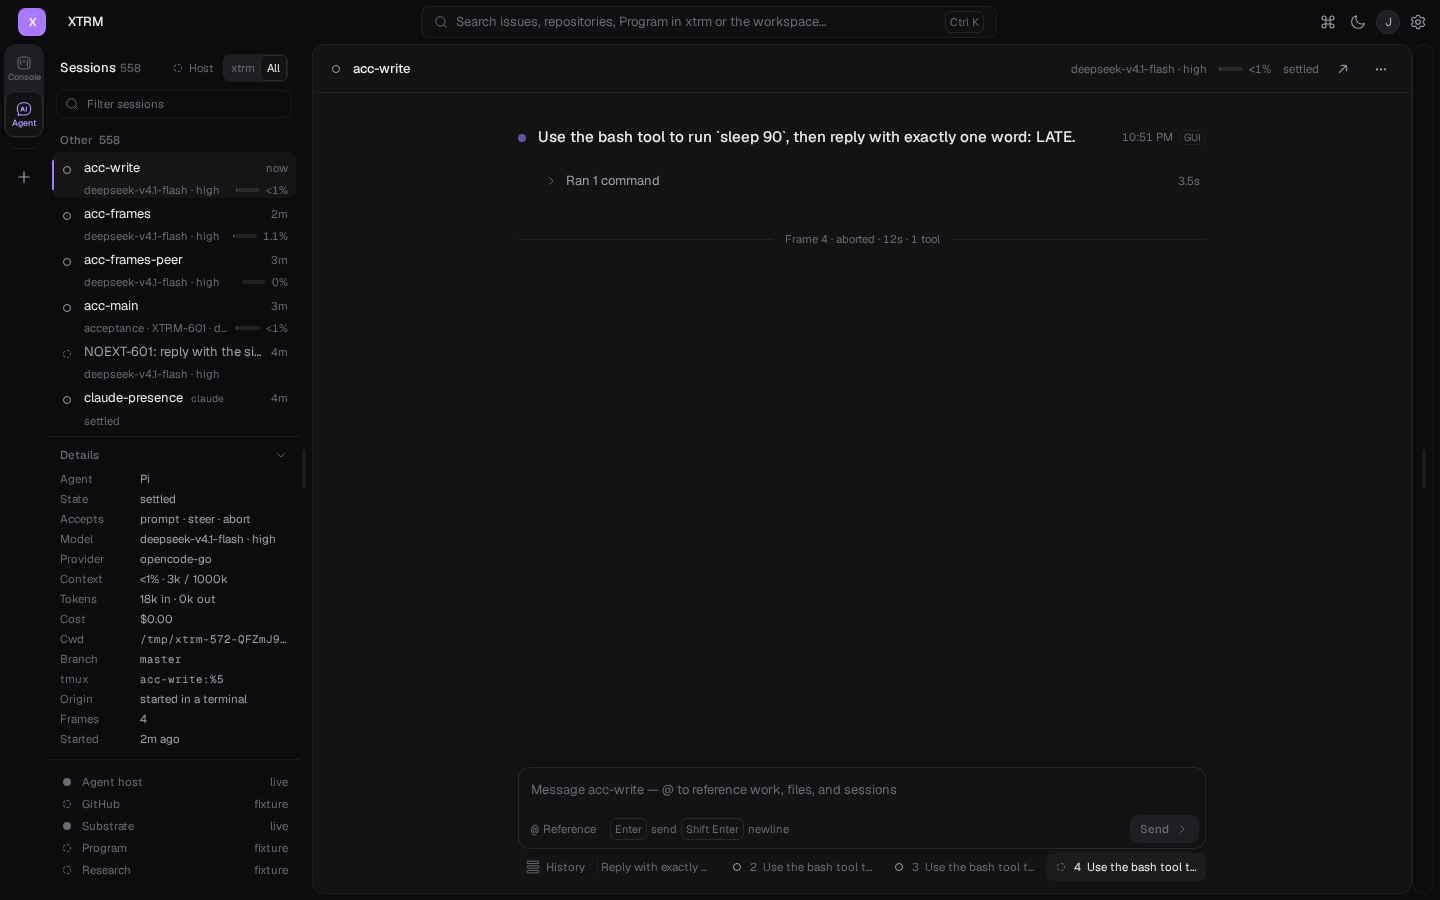 X XTRM Search issues, repositories, Program in xtrm or the workspace... Ctrl K J
Console
AI
Agent
Sessions 558 Host xtrm All
Filter sessions
Other 558
acc-write now
deepseek-v4.1-flash · high <1%
acc-frames 2m
deepseek-v4.1-flash · high 1.1%
acc-frames-peer 3m
deepseek-v4.1-flash · high 0%
acc-main 3m
acceptance · XTRM-601 · d... <1%
NOEXT-601: reply with the si... 4m
deepseek-v4.1-flash · high
claude-presence claude 4m
settled
Details
Agent Pi
State settled
Accepts prompt · steer · abort
Model deepseek-v4.1-flash · high
Provider opencode-go
Context <1% · 3k / 1000k
Tokens 18k in · 0k out
Cost $0.00
Cwd /tmp/xtrm-572-QFZmJ9...
Branch master
tmux acc-write:%5
Origin started in a terminal
Frames 4
Started 2m ago
Agent host live
GitHub fixture
Substrate live
Program fixture
Research fixture
acc-write deepseek-v4.1-flash · high <1% settled
Use the bash tool to run `sleep 90`, then reply with exactly one word: LATE. 10:51 PM GUI
Ran 1 command 3.5s
Frame 4 · aborted · 12s · 1 tool
Message acc-write — @ to reference work, files, and sessions
@ Reference Enter send Shift Enter newline Send
History Reply with exactly ... 2 Use the bash tool t... 3 Use the bash tool t... 4 Use the bash tool t...